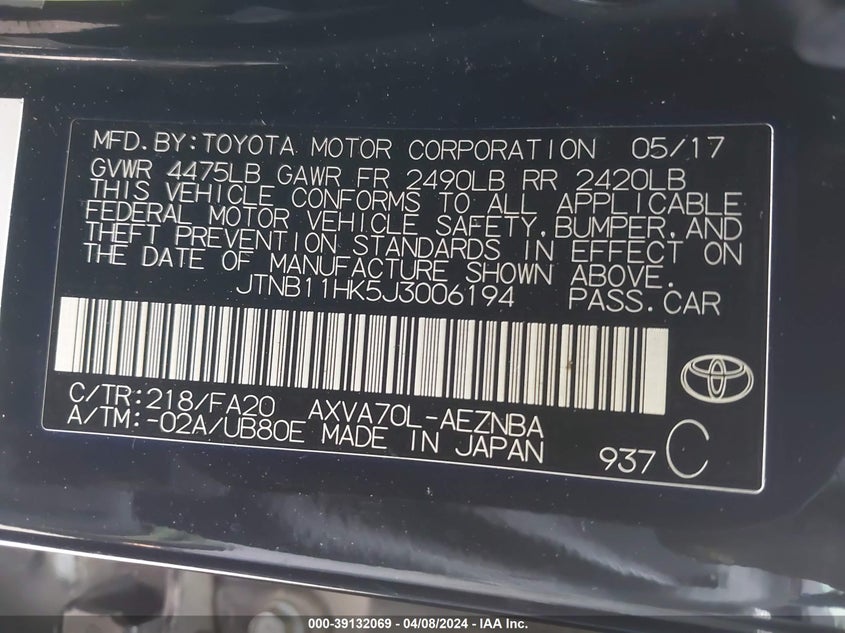 MFD.BY:TOYOTA MOTOR CORPORATION 05/17
GVWR 4475LB GAWR FR 2490LB RR 2420LB
THIS VEHICLE CONFORMS TO ALL APPLICABLE
FEDERAL MOTOR VEHICLE SAFETY,BUMPER,AND
THEFT PREVENTION STANDARDS IN EFFECT ON
THE DATE OF MANUFACTURE SHOWN ABOVE.
JTNB11HK5J3006194 PASS.CAR
C/TR:218/FA20 AXVA70L-AEZNBA
A/TM:-02A/UB80E MADE IN JAPAN 937 C
000-39132069 - 04/08/2024 - IAA Inc.